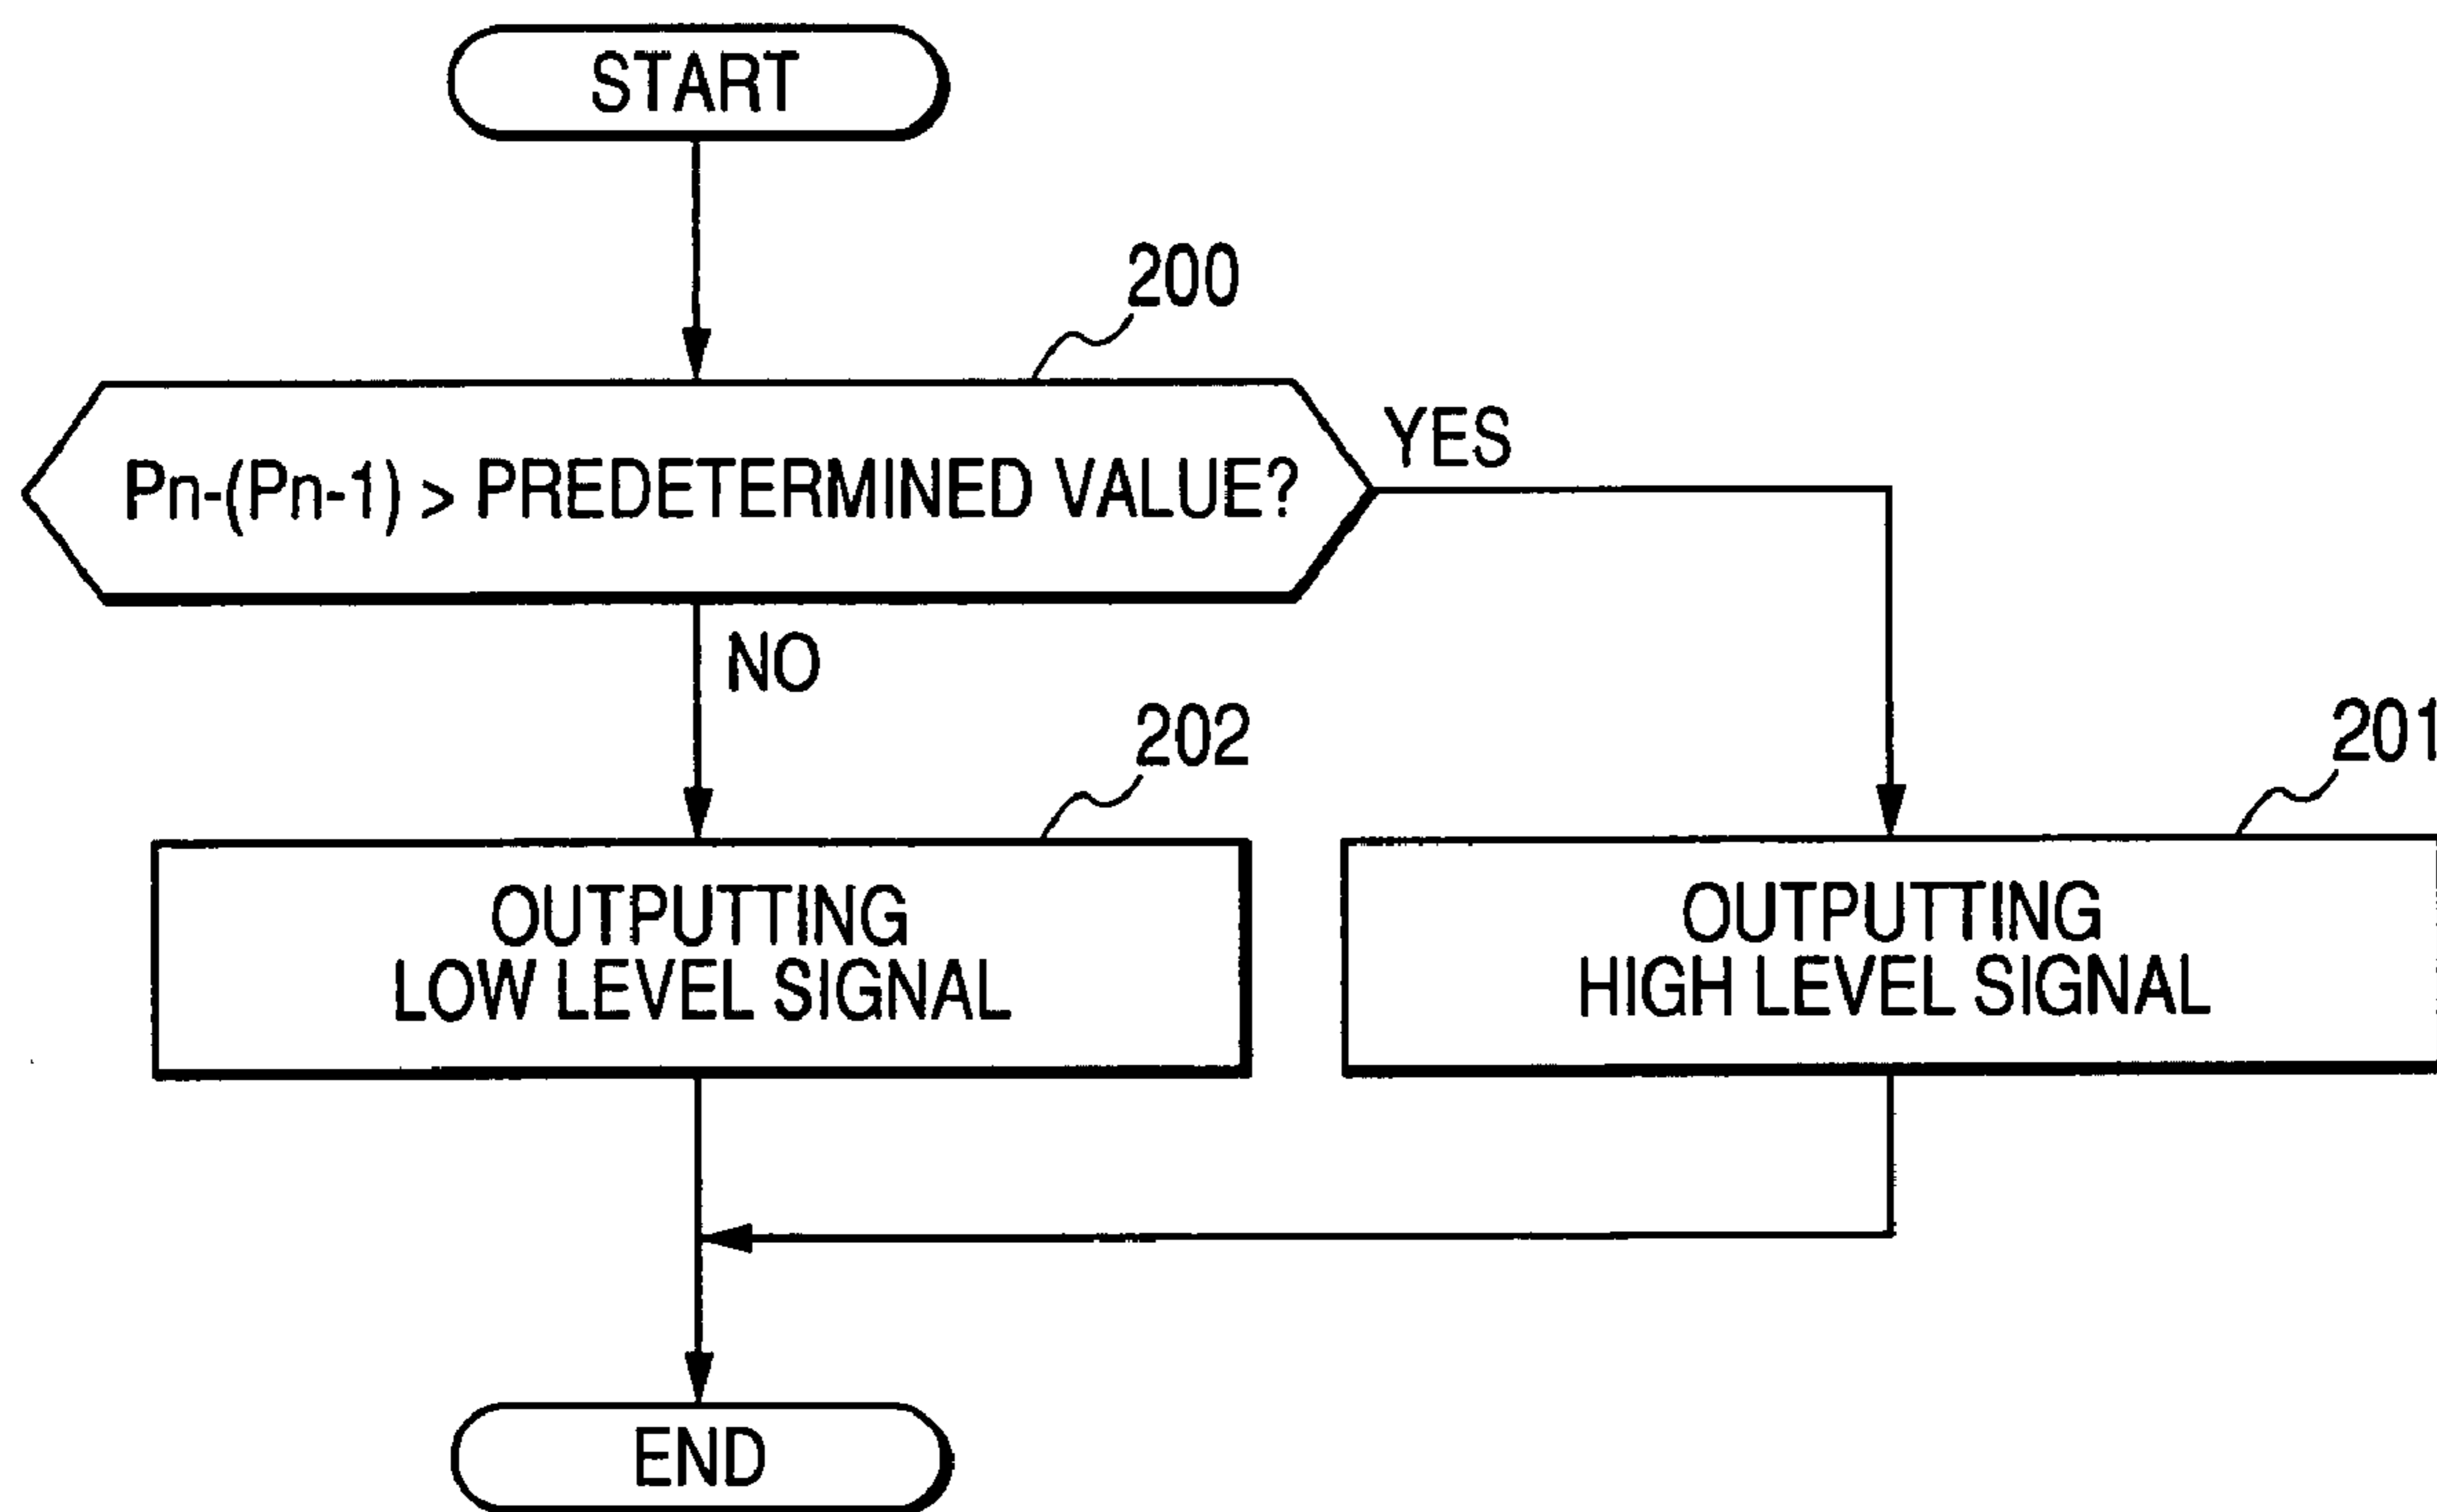 START
200
Pn-(Pn-1) > PREDETERMINED VALUE?
YES
NO
202
201
OUTPUTTING
LOW LEVEL SIGNAL
OUTPUTTING
HIGH LEVEL SIGNAL
END